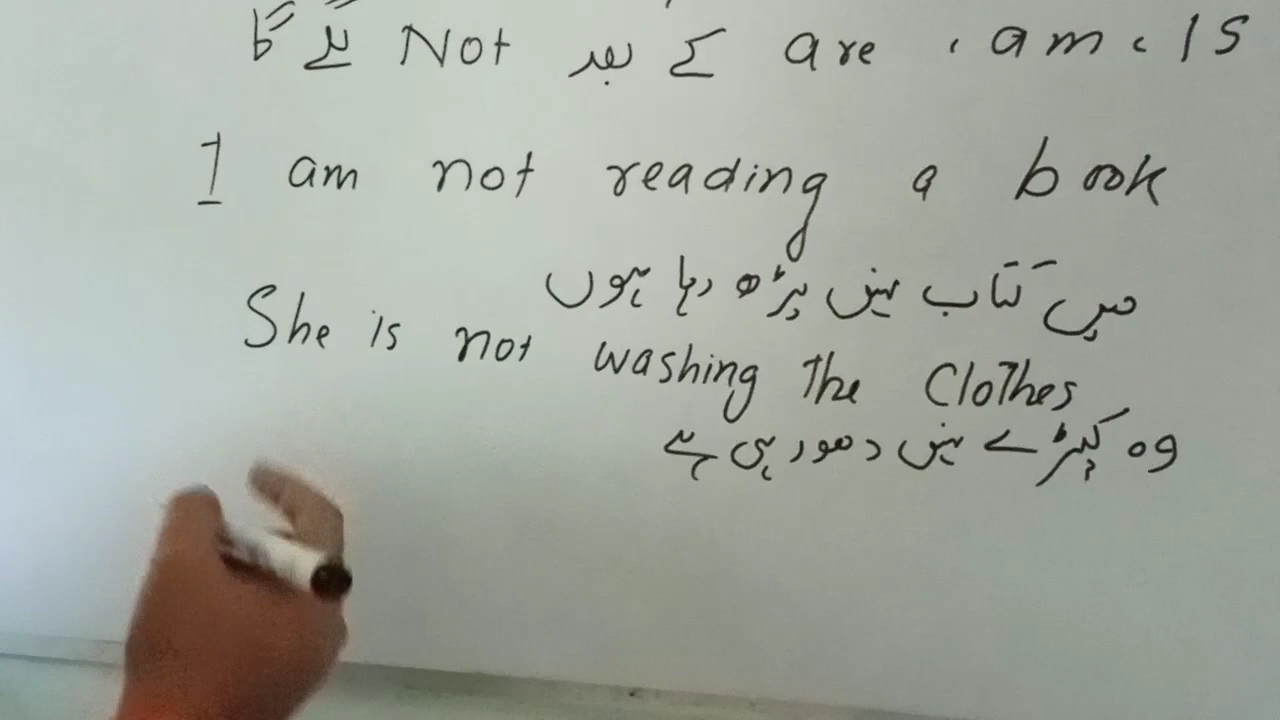 Is ، am ، are کے بعد Not لگے گا
I am not reading a book
میں کتاب نہیں پڑھ رہا ہوں
She is not washing The Clothes
وہ کپڑے نہیں دھو رہی ہے